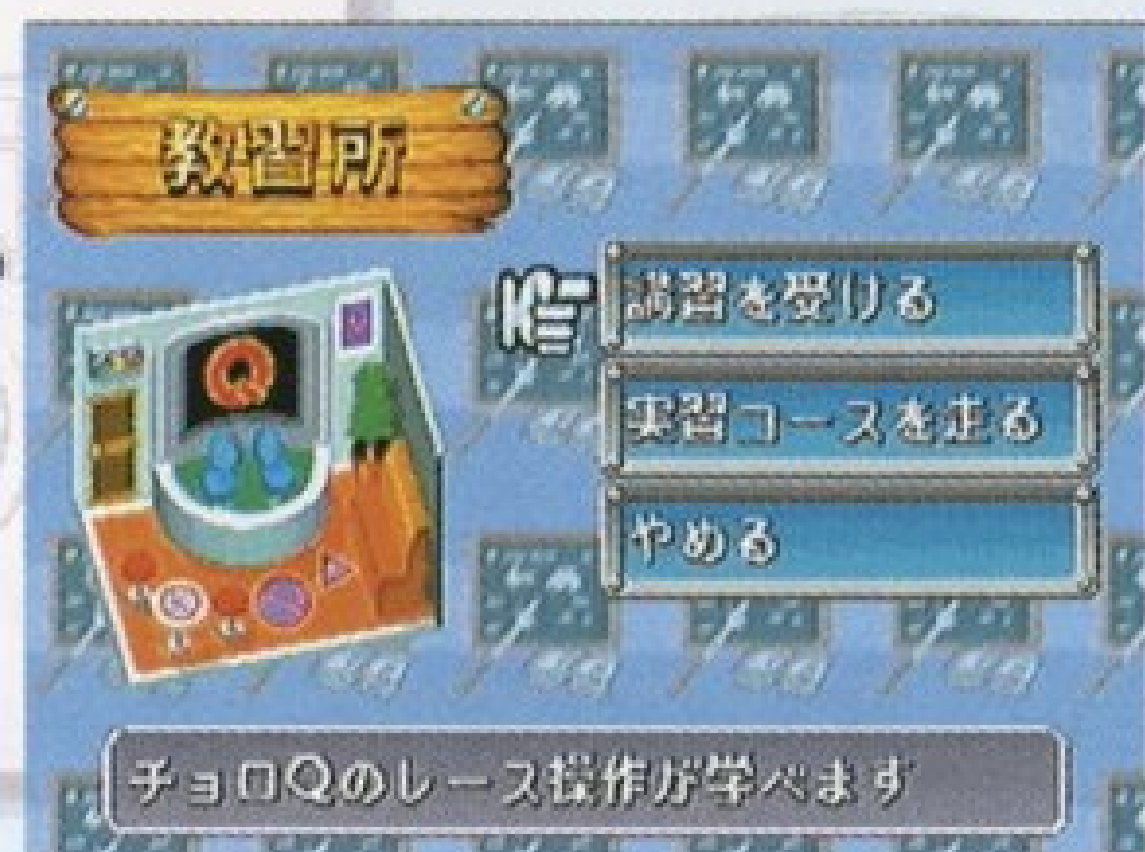 教習所
Q
講習を受ける
実習コースを走る
やめる
チョロQのレース操作が学べます